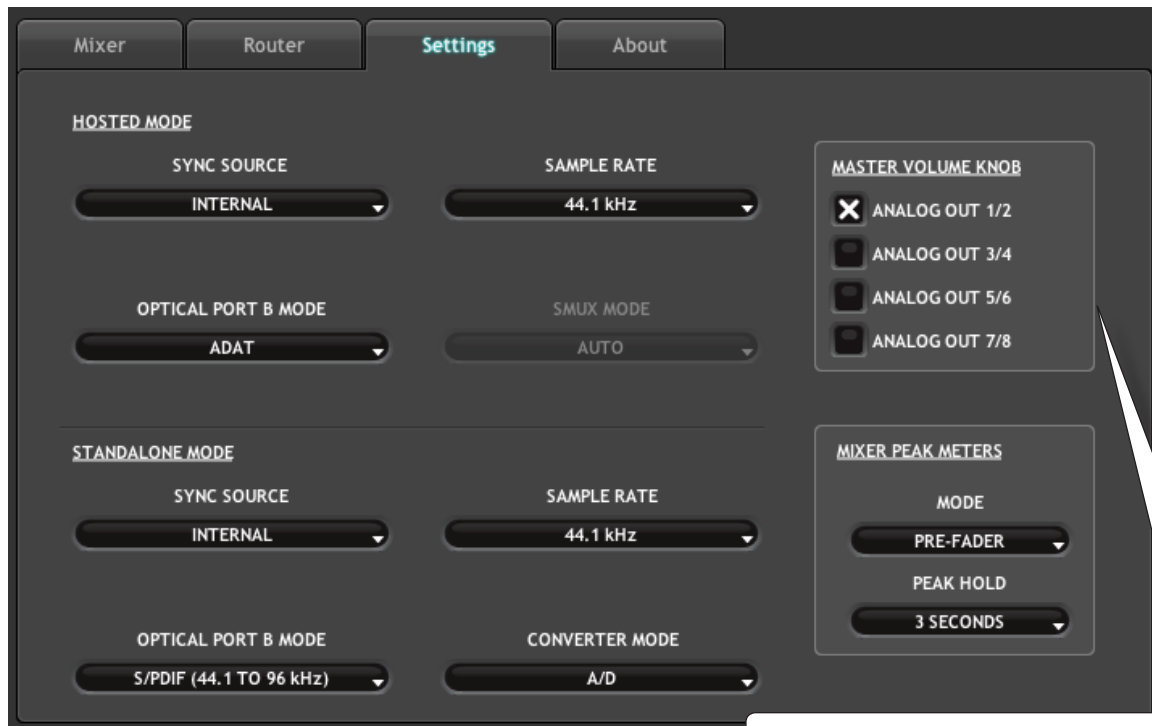 Mixer
Router
Settings
About
HOSTED MODE
SYNC SOURCE
INTERNAL
SAMPLE RATE
44.1 kHz
OPTICAL PORT B MODE
ADAT
SMUX MODE
AUTO
MASTER VOLUME KNOB
ANALOG OUT 1/2
ANALOG OUT 3/4
ANALOG OUT 5/6
ANALOG OUT 7/8
STANDALONE MODE
SYNC SOURCE
INTERNAL
SAMPLE RATE
44.1 kHz
OPTICAL PORT B MODE
S/PDIF (44.1 TO 96 kHz)
CONVERTER MODE
A/D
MIXER PEAK METERS
MODE
PRE-FADER
PEAK HOLD
3 SECONDS